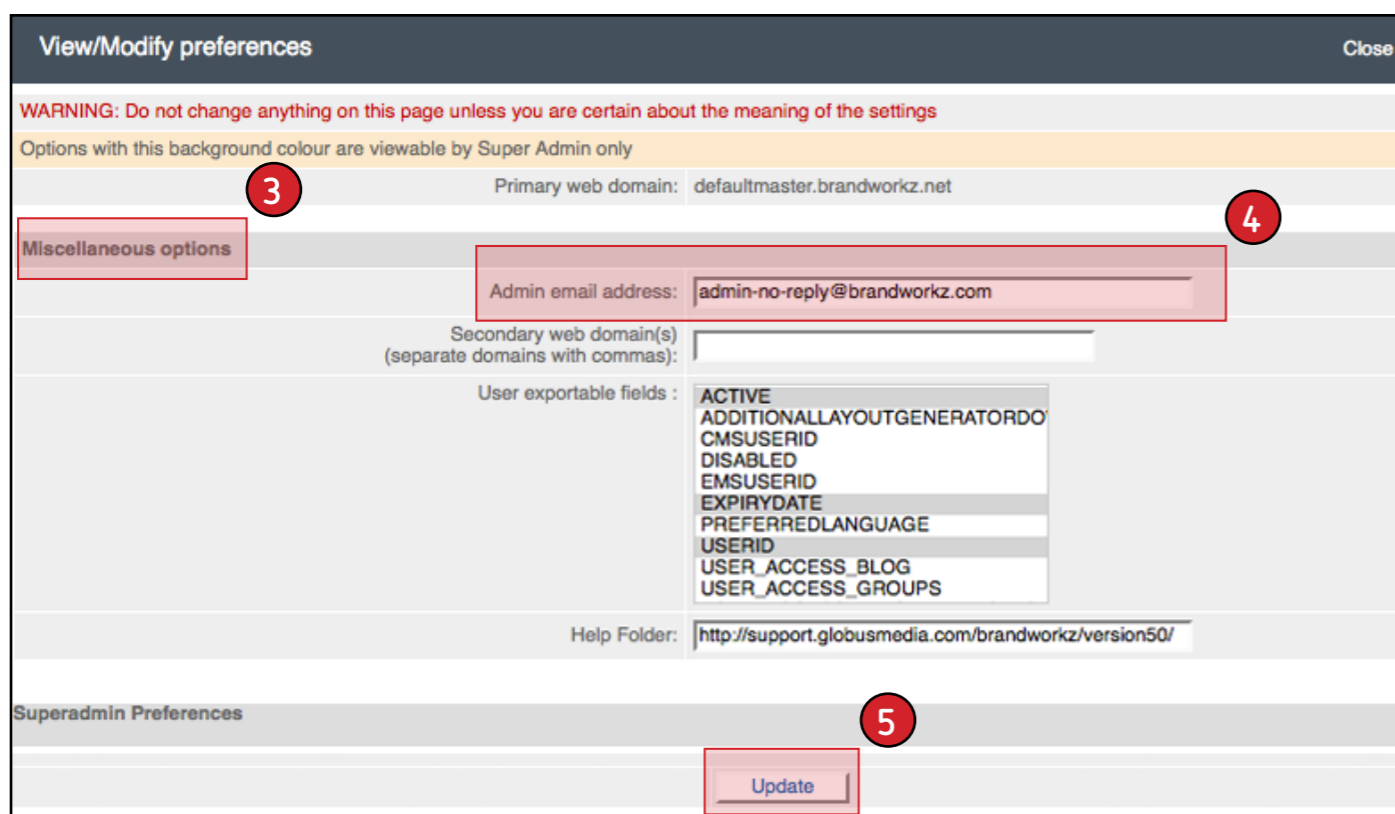 View/Modify preferences Close
WARNING: Do not change anything on this page unless you are certain about the meaning of the settings
Options with this background colour are viewable by Super Admin only
3
Primary web domain: defaultmaster.brandworkz.net
4
Miscellaneous options
Admin email address: admin-no-reply@brandworkz.com
Secondary web domain(s)
(separate domains with commas):
User exportable fields :
ACTIVE
ADDITIONALLAYOUTGENERATORDO
CMSUSERID
DISABLED
EMSUSERID
EXPIRYDATE
PREFERREDLANGUAGE
USERID
USER_ACCESS_BLOG
USER_ACCESS_GROUPS
Help Folder: http://support.globusmedia.com/brandworkz/version50/
Superadmin Preferences
5
Update